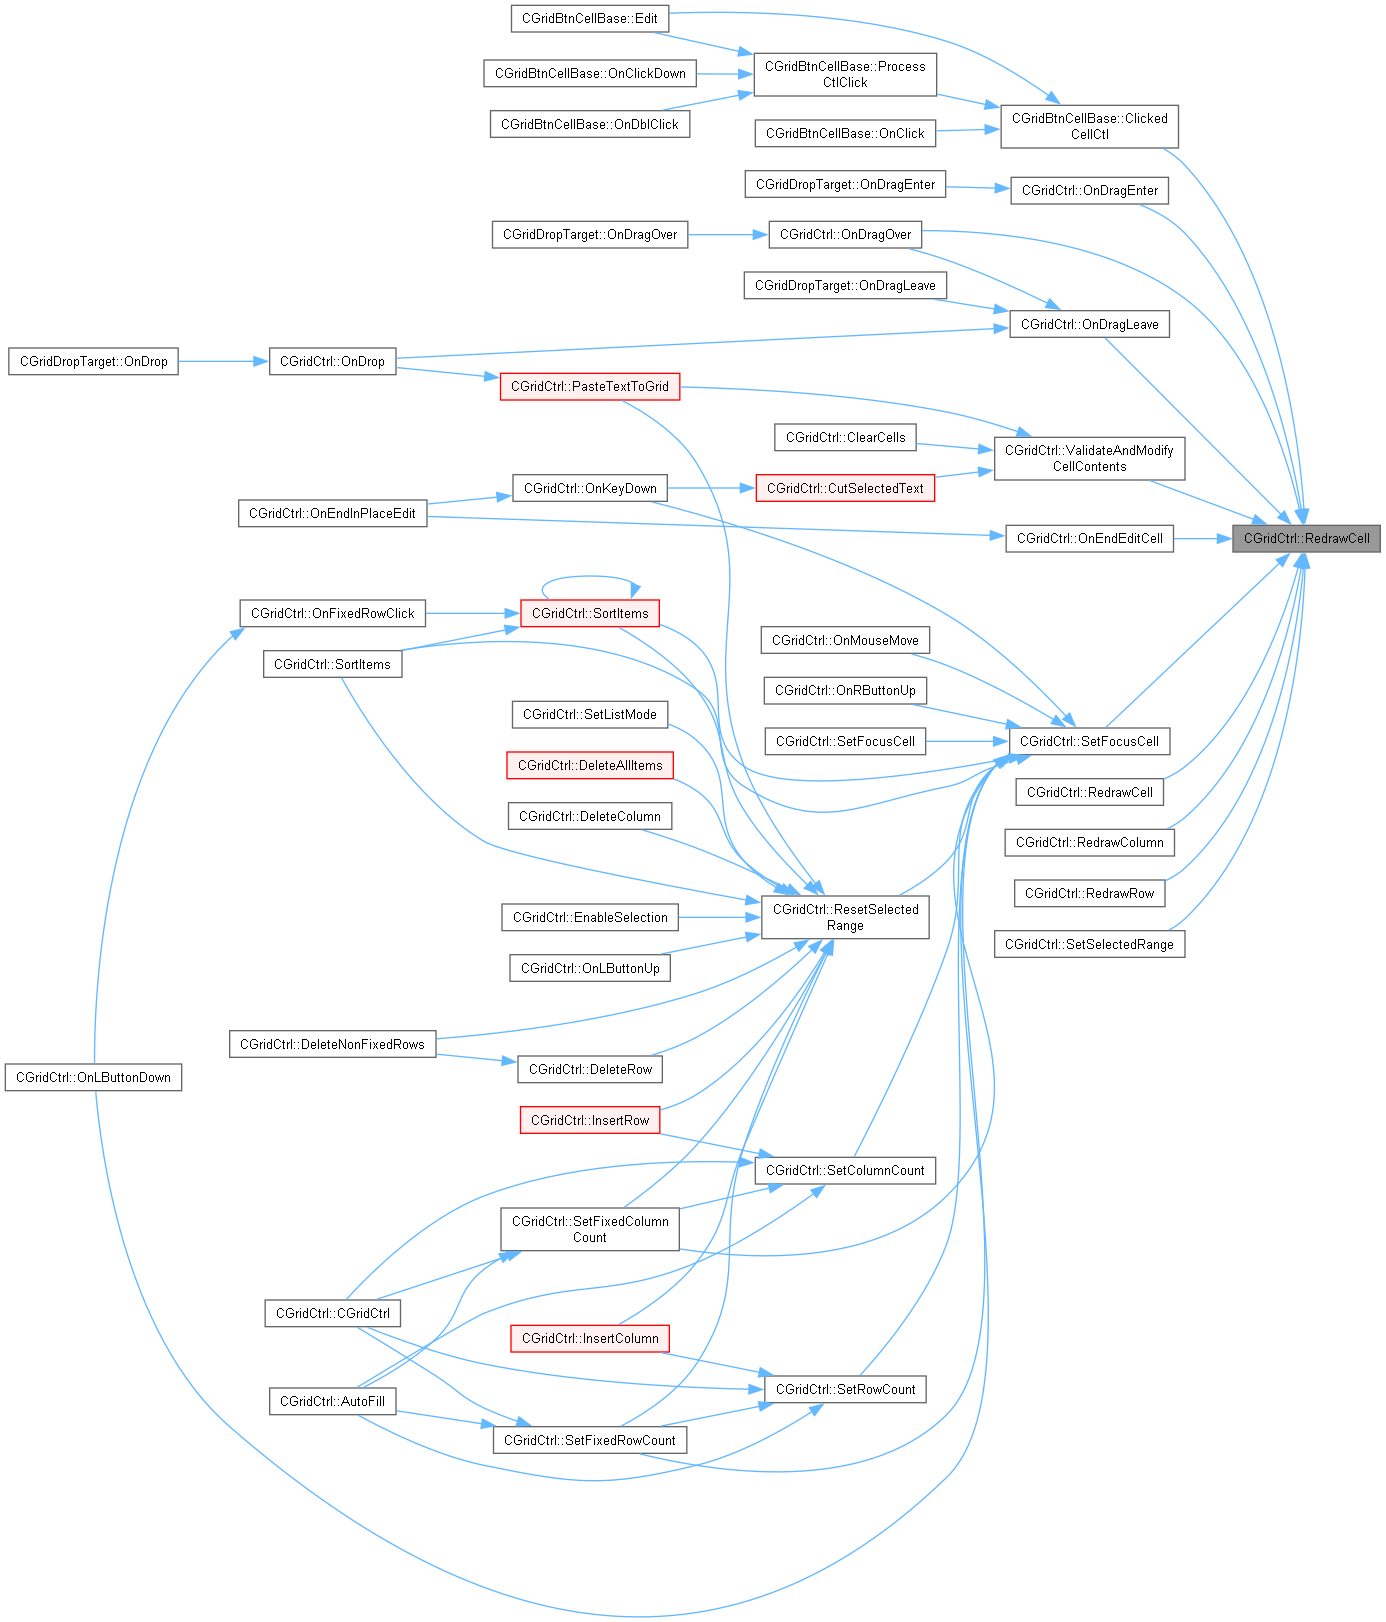 CGridBtnCellBase::Edit
CGridBtnCellBase::OnClickDown
CGridBtnCellBase::Process
CtlClick
CGridBtnCellBase::OnDblClick
CGridBtnCellBase::OnClick
CGridBtnCellBase::Clicked
CellCtl
CGridDropTarget::OnDragEnter
CGridCtrl::OnDragEnter
CGridDropTarget::OnDragOver
CGridCtrl::OnDragOver
CGridDropTarget::OnDragLeave
CGridCtrl::OnDragLeave
CGridDropTarget::OnDrop
CGridCtrl::OnDrop
CGridCtrl::PasteTextToGrid
CGridCtrl::ClearCells
CGridCtrl::ValidateAndModify
CellContents
CGridCtrl::OnKeyDown
CGridCtrl::CutSelectedText
CGridCtrl::OnEndInPlaceEdit
CGridCtrl::OnEndEditCell
CGridCtrl::RedrawCell
CGridCtrl::OnFixedRowClick
CGridCtrl::SortItems
CGridCtrl::OnMouseMove
CGridCtrl::SortItems
CGridCtrl::OnRButtonUp
CGridCtrl::SetListMode
CGridCtrl::SetFocusCell
CGridCtrl::SetFocusCell
CGridCtrl::DeleteAllItems
CGridCtrl::RedrawCell
CGridCtrl::DeleteColumn
CGridCtrl::RedrawColumn
CGridCtrl::RedrawRow
CGridCtrl::EnableSelection
CGridCtrl::ResetSelected
Range
CGridCtrl::SetSelectedRange
CGridCtrl::OnLButtonUp
CGridCtrl::DeleteNonFixedRows
CGridCtrl::DeleteRow
CGridCtrl::OnLButtonDown
CGridCtrl::InsertRow
CGridCtrl::SetColumnCount
CGridCtrl::SetFixedColumn
Count
CGridCtrl::CGridCtrl
CGridCtrl::InsertColumn
CGridCtrl::SetRowCount
CGridCtrl::AutoFill
CGridCtrl::SetFixedRowCount